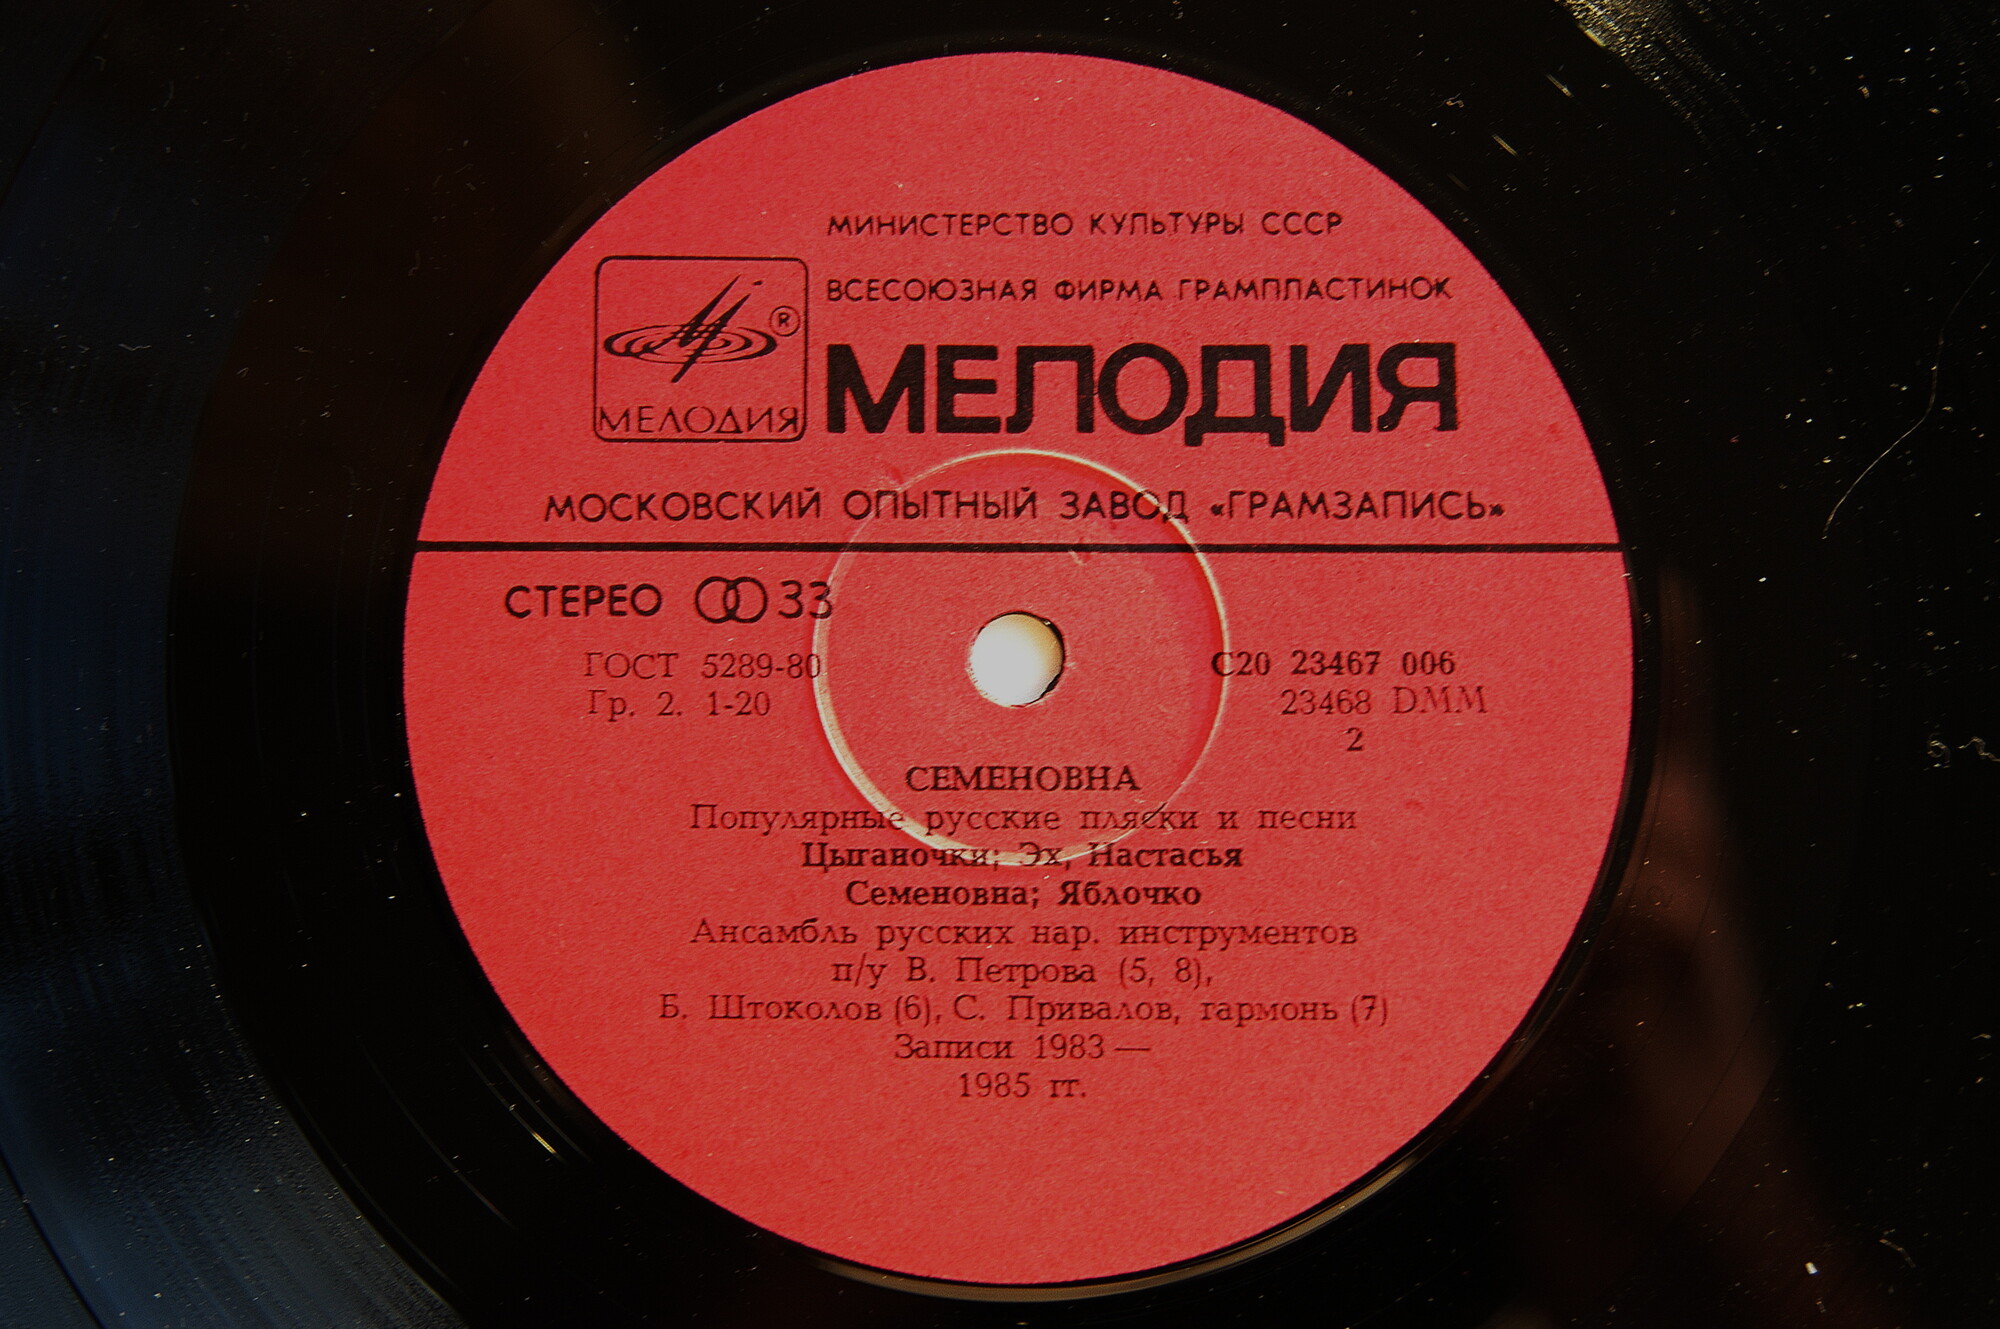 МИНИСТЕРСТВО КУЛЬТУРЫ СССР
ВСЕСОЮЗНАЯ ФИРМА ГРАМПЛАСТИНОК
®
МЕЛОДИЯ
МЕЛОДИЯ
МОСКОВСКИЙ ОПЫТНЫЙ ЗАВОД «ГРАМЗАПИСЬ»
СТЕРЕО 33
ГОСТ 5289-80
Гр. 2. 1-20
С20 23467 006
23468 DMM
2
СЕМЕНОВНА
Популярные русские пляски и песни
Цыганочки; Эх, Настасья
Семеновна; Яблочко
Ансамбль русских нар. инструментов
п/у В. Петрова (5, 8),
Б. Штоколов (6), С. Привалов, гармонь (7)
Записи 1983 —
1985 гг.